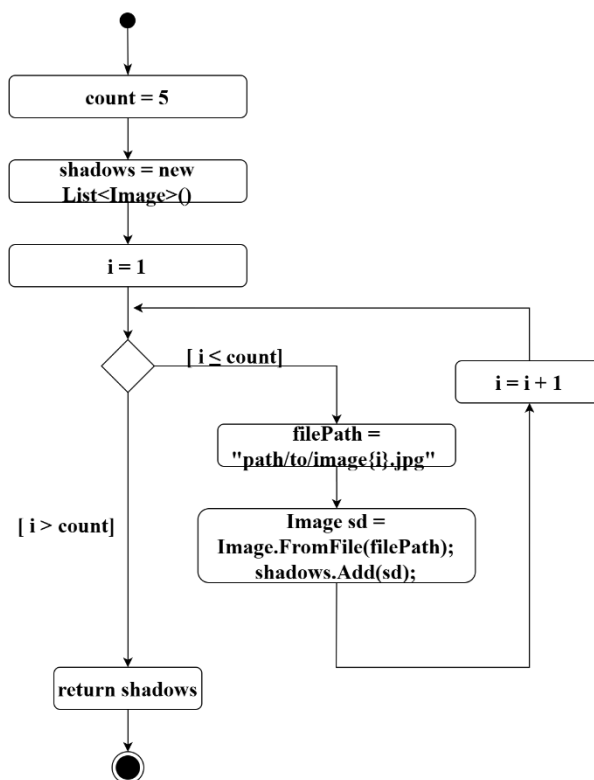 count = 5
shadows = new
List<Image>()
i = 1
[ i ≤ count]
i = i + 1
filePath =
"path/to/image{i}.jpg"
Image sd =
Image.FromFile(filePath);
shadows.Add(sd);
[ i > count]
return shadows